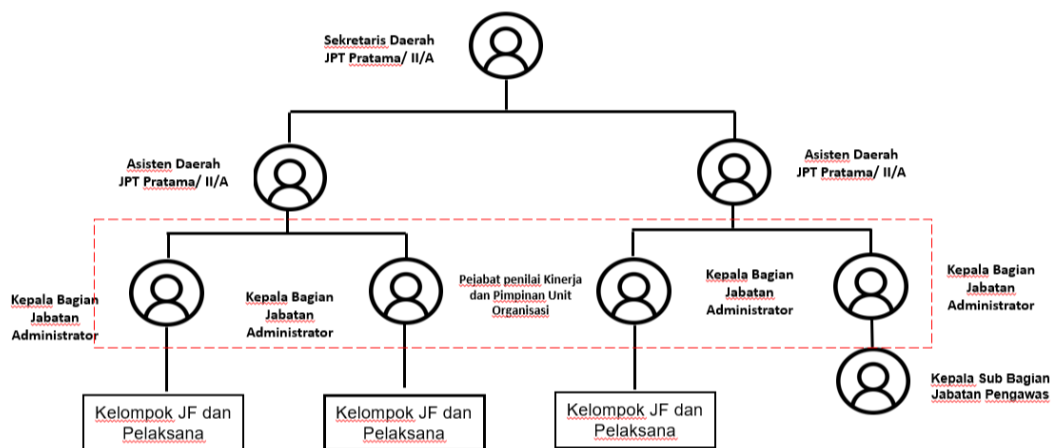 Sekretaris Daerah
JPT Pratama/ II/A
Asisten Daerah
JPT Pratama/ II/A
Asisten Daerah
JPT Pratama/ II/A
Kepala Bagian
Jabatan
Administrator
Kepala Bagian
Jabatan
Administrator
Pejabat penilai Kinerja
dan Pimpinan Unit
Organisasi
Kepala Bagian
Jabatan
Administrator
Kepala Bagian
Jabatan
Administrator
Kepala Sub Bagian
Jabatan Pengawas
Kelompok JF dan
Pelaksana
Kelompok JF dan
Pelaksana
Kelompok JF dan
Pelaksana